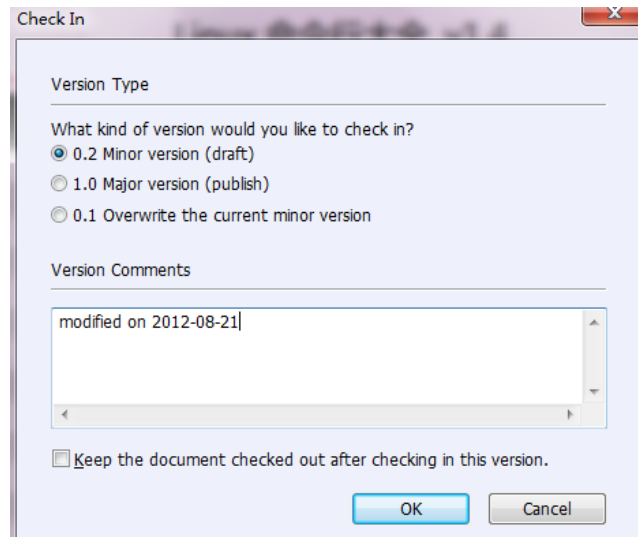 Check In
Version Type
What kind of version would you like to check in?
0.2 Minor version (draft)
1.0 Major version (publish)
0.1 Overwrite the current minor version
Version Comments
modified on 2012-08-21
Keep the document checked out after checking in this version.
OK
Cancel